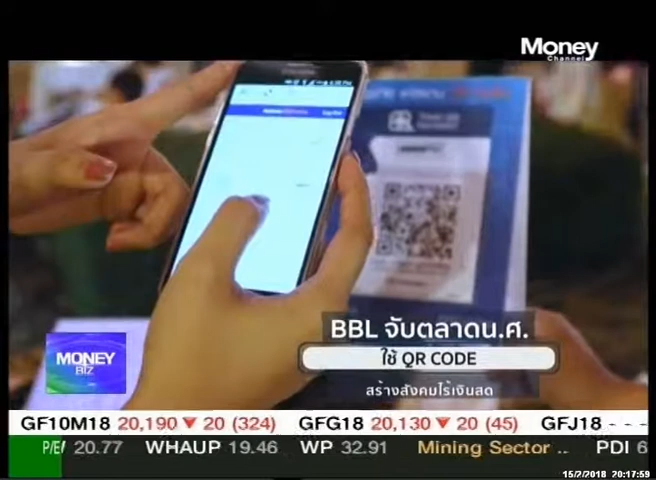 Money
Channel
BBL จับตลาดน.ศ.
ใช้ QR CODE
สร้างสังคมไร้เงินสด
MONEY
BIZ
GF10M18 20,190 ▼ 20 (324) GFG18 20,130 ▼ 20 (45) GFJ18 - - -
P/E 20.77 WHAUP 19.46 WP 32.91 Mining Sector .. PDI 6
15/2/2018 20:17:59